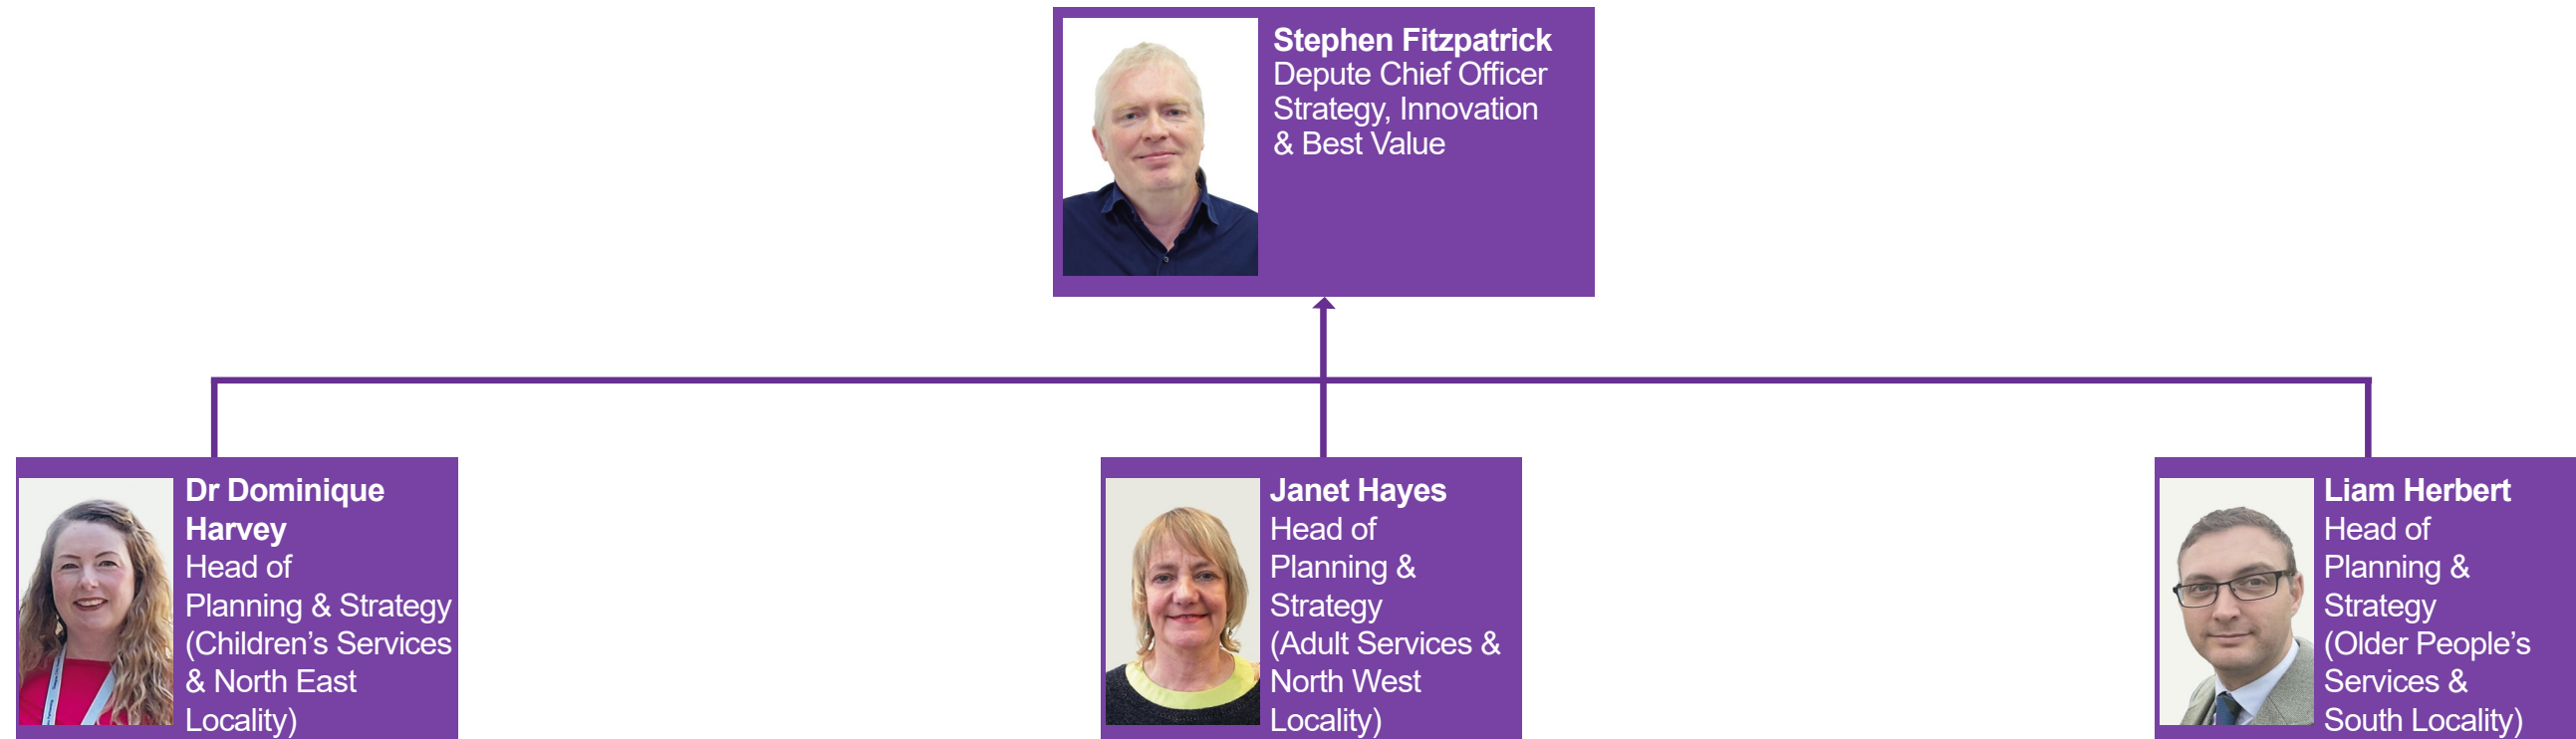 Stephen Fitzpatrick
Depute Chief Officer
Strategy, Innovation
& Best Value
Dr Dominique
Harvey
Head of
Planning & Strategy
(Children’s Services
& North East
Locality)
Janet Hayes
Head of
Planning &
Strategy
(Adult Services &
North West
Locality)
Liam Herbert
Head of
Planning &
Strategy
(Older People’s
Services &
South Locality)